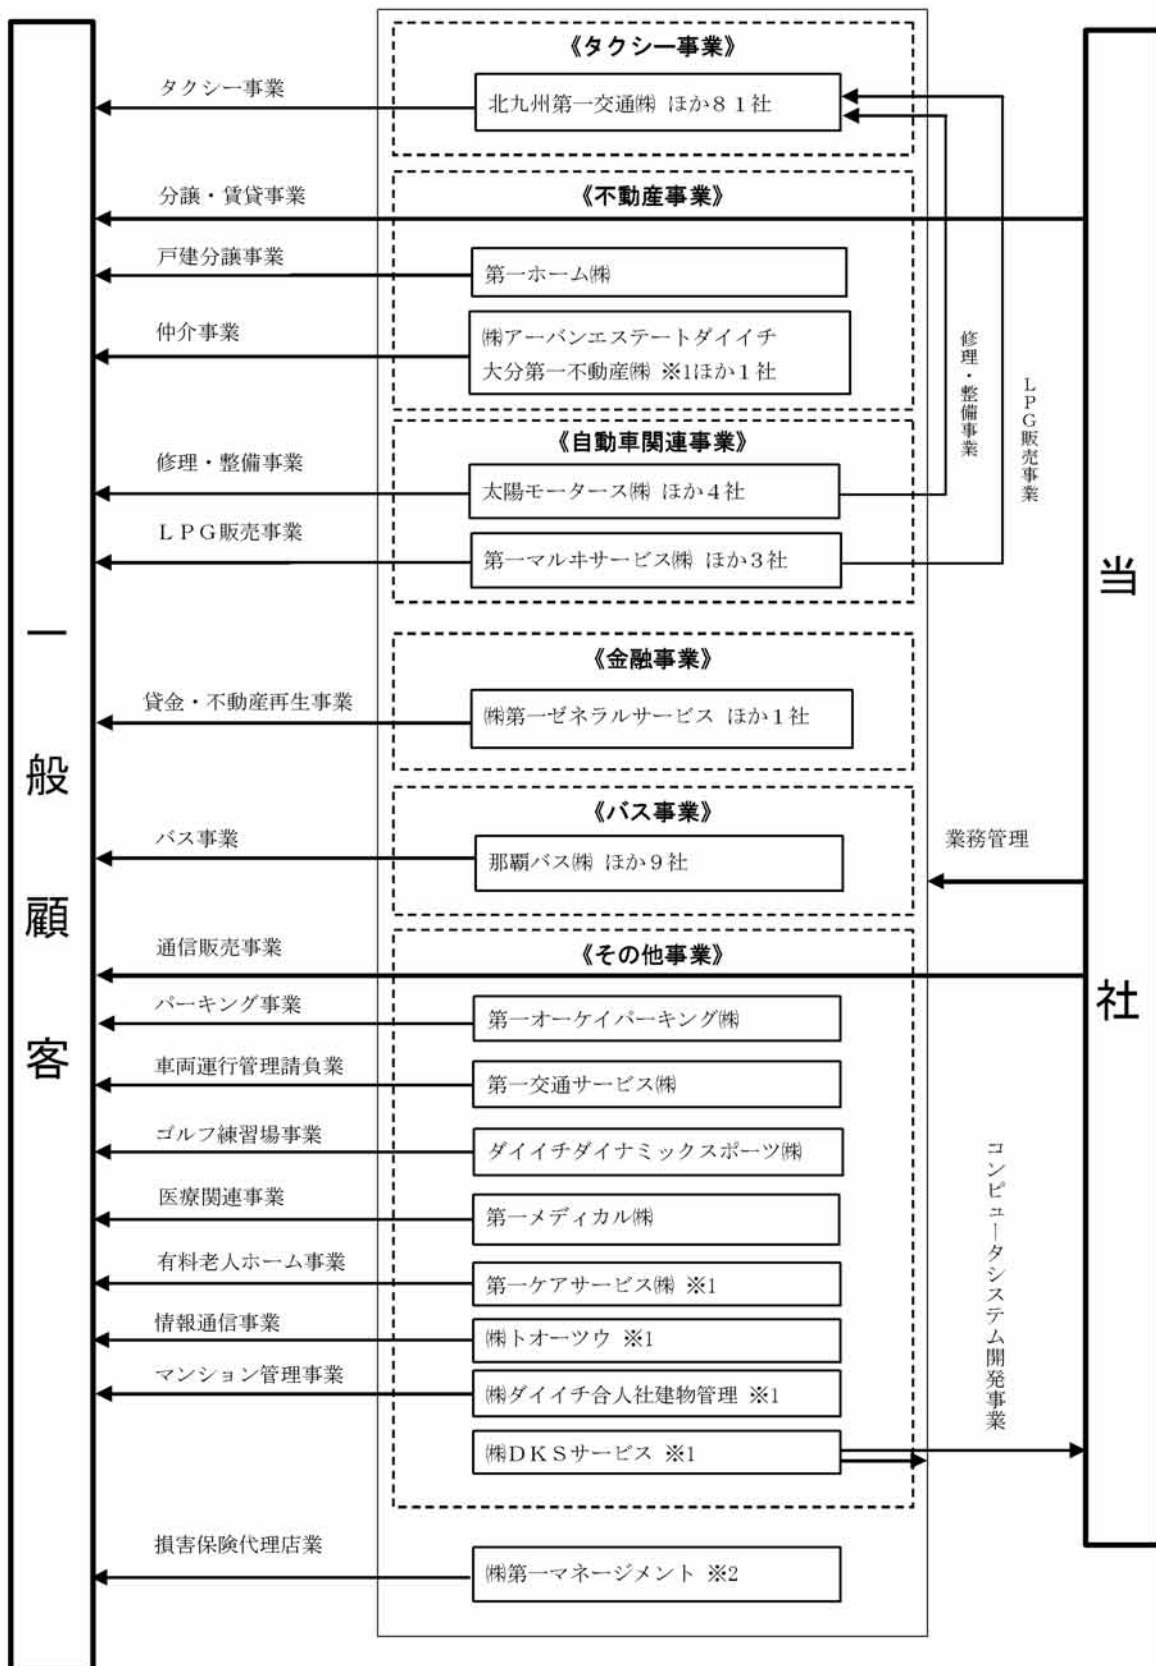 《タクシー事業》
タクシー事業
北九州第一交通㈱ ほか８１社
分譲・賃貸事業
《不動産事業》
戸建分譲事業
第一ホーム㈱
仲介事業
㈱アーバンエステートダイイチ
大分第一不動産㈱ ※1ほか１社
《自動車関連事業》
修理・整備事業
太陽モータース㈱ ほか４社
ＬＰＧ販売事業
第一マルヰサービス㈱ ほか３社
修理・整備事業
ＬＰＧ販売事業
《金融事業》
貸金・不動産再生事業
㈱第一ゼネラルサービス ほか１社
《バス事業》
バス事業
那覇バス㈱ ほか９社
業務管理
通信販売事業
《その他事業》
パーキング事業
第一オーケイパーキング㈱
車両運行管理請負業
第一交通サービス㈱
ゴルフ練習場事業
ダイイチダイナミックスポーツ㈱
医療関連事業
第一メディカル㈱
有料老人ホーム事業
第一ケアサービス㈱ ※1
情報通信事業
㈱トオーツウ ※1
マンション管理事業
㈱ダイイチ合人社建物管理 ※1
㈱ＤＫＳサービス ※1
コンピュータシステム開発事業
損害保険代理店業
㈱第一マネージメント ※2
一般顧客
当社